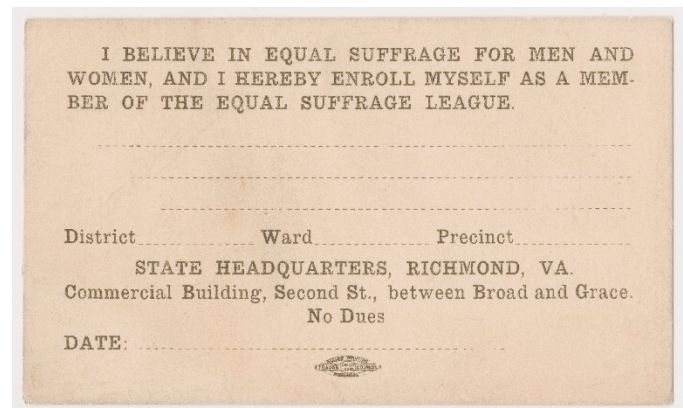 I BELIEVE IN EQUAL SUFFRAGE FOR MEN AND
WOMEN, AND I HEREBY ENROLL MYSELF AS A MEM-
BER OF THE EQUAL SUFFRAGE LEAGUE.
District Ward Precinct
STATE HEADQUARTERS, RICHMOND, VA.
Commercial Building, Second St., between Broad and Grace.
No Dues
DATE:
TRADES COUNCIL